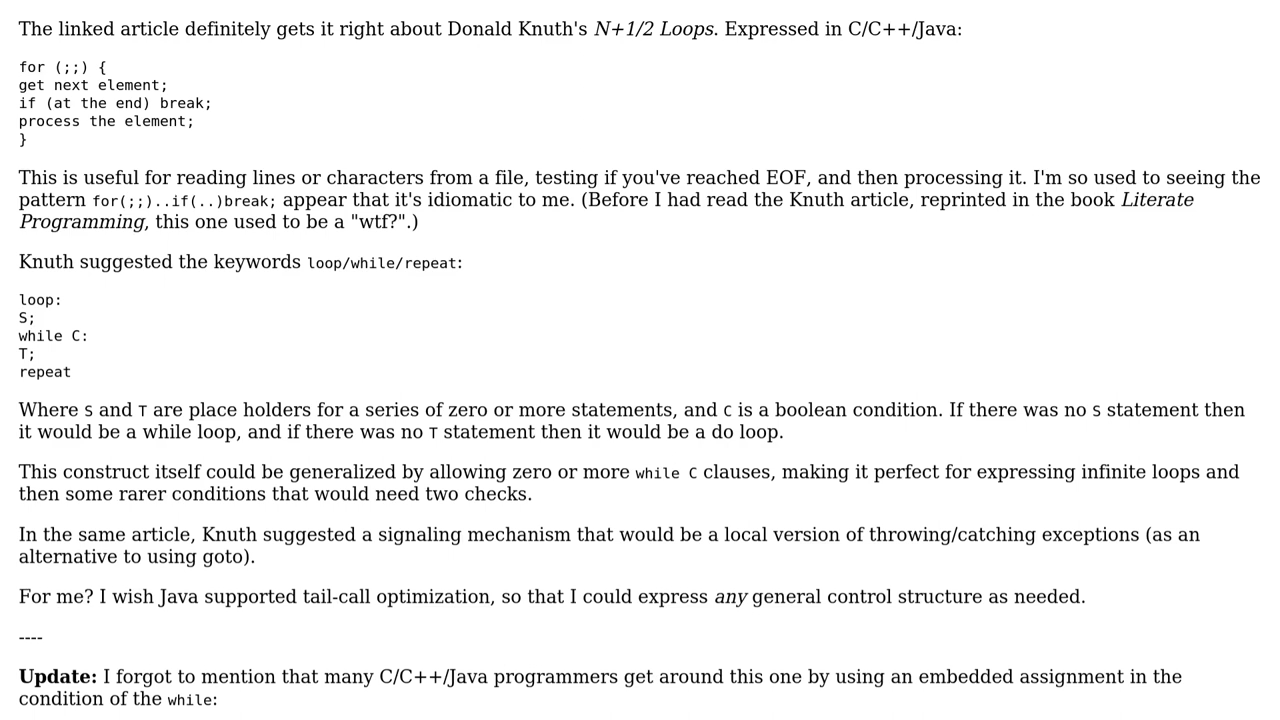 The linked article definitely gets it right about Donald Knuth's N+1/2 Loops. Expressed in C/C++/Java:
for (;;) {
get next element;
if (at the end) break;
process the element;
}
This is useful for reading lines or characters from a file, testing if you've reached EOF, and then processing it. I'm so used to seeing the
pattern for(;;)..if(..)break; appear that it's idiomatic to me. (Before I had read the Knuth article, reprinted in the book Literate
Programming, this one used to be a "wtf?".)
Knuth suggested the keywords loop/while/repeat:
loop:
S;
while C:
T;
repeat
Where S and T are place holders for a series of zero or more statements, and C is a boolean condition. If there was no S statement then
it would be a while loop, and if there was no T statement then it would be a do loop.
This construct itself could be generalized by allowing zero or more while C clauses, making it perfect for expressing infinite loops and
then some rarer conditions that would need two checks.
In the same article, Knuth suggested a signaling mechanism that would be a local version of throwing/catching exceptions (as an
alternative to using goto).
For me? I wish Java supported tail-call optimization, so that I could express any general control structure as needed.
----
Update: I forgot to mention that many C/C++/Java programmers get around this one by using an embedded assignment in the
condition of the while: